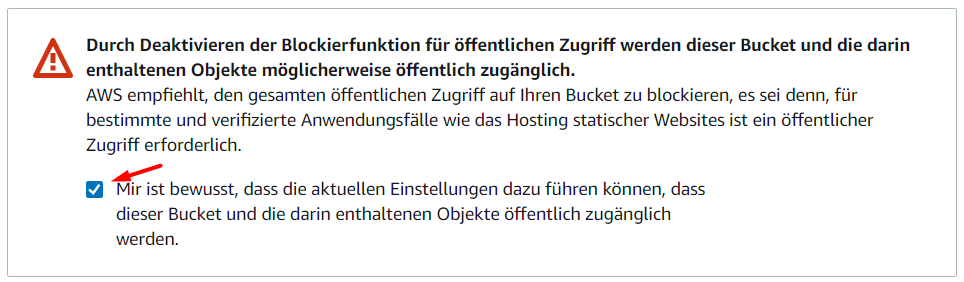 Durch Deaktivieren der Blockierfunktion für öffentlichen Zugriff werden dieser Bucket und die darin
enthaltenen Objekte möglicherweise öffentlich zugänglich.
AWS empfiehlt, den gesamten öffentlichen Zugriff auf Ihren Bucket zu blockieren, es sei denn, für
bestimmte und verifizierte Anwendungsfälle wie das Hosting statischer Websites ist ein öffentlicher
Zugriff erforderlich.
Mir ist bewusst, dass die aktuellen Einstellungen dazu führen können, dass
dieser Bucket und die darin enthaltenen Objekte öffentlich zugänglich
werden.